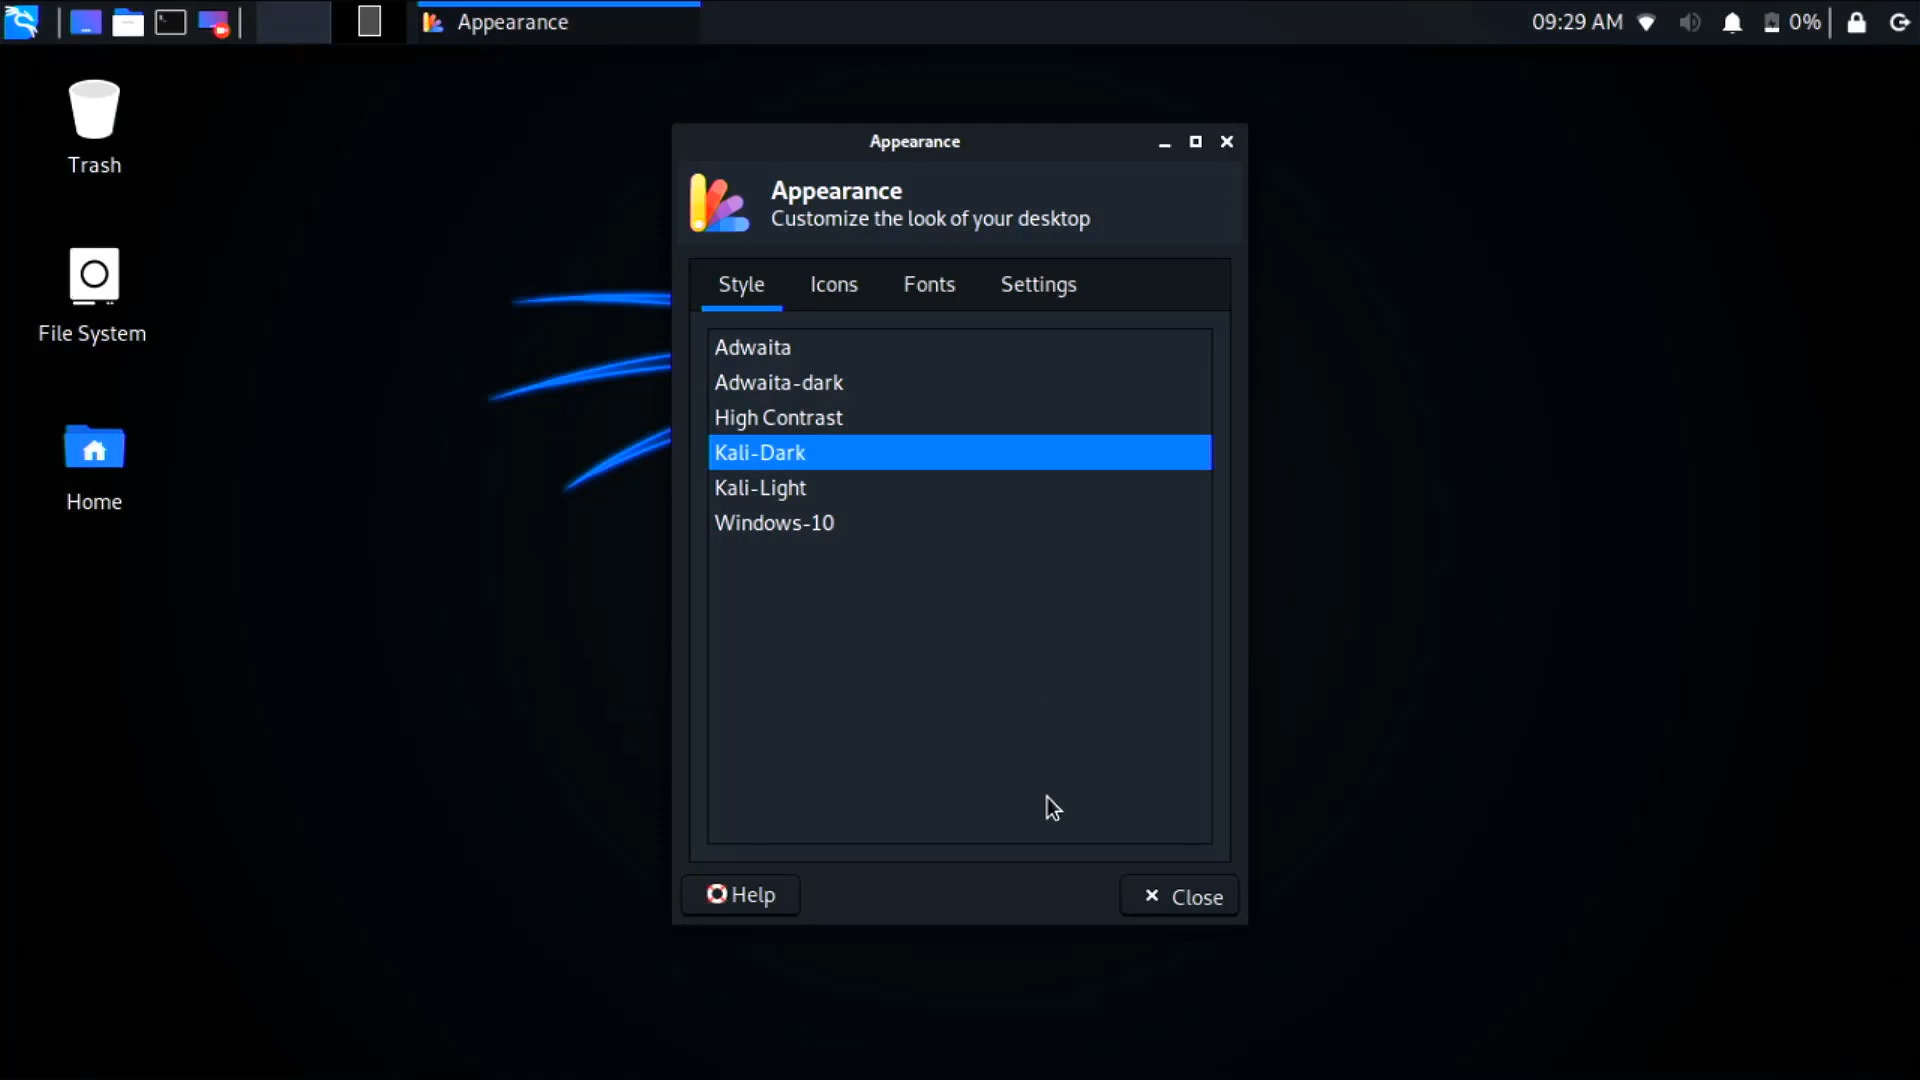 Appearance
09:29 AM
0%
Trash
File System
Home
Appearance
Appearance
Customize the look of your desktop
Style Icons Fonts Settings
Adwaita
Adwaita-dark
High Contrast
Kali-Dark
Kali-Light
Windows-10
Help
Close